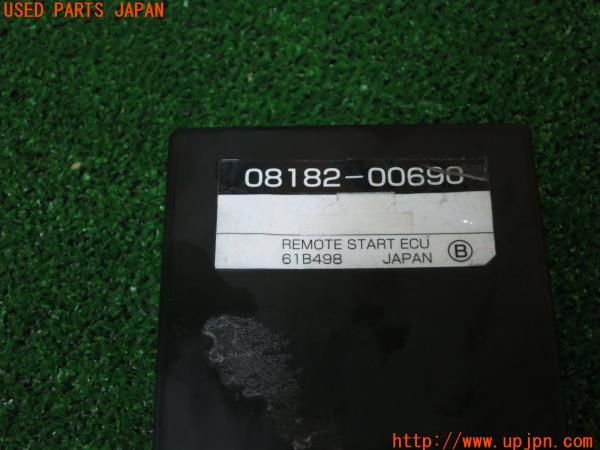 USED PARTS JAPAN
08182-00690
REMOTE START ECU
61B498 JAPAN B
http://www.upjpn.com/